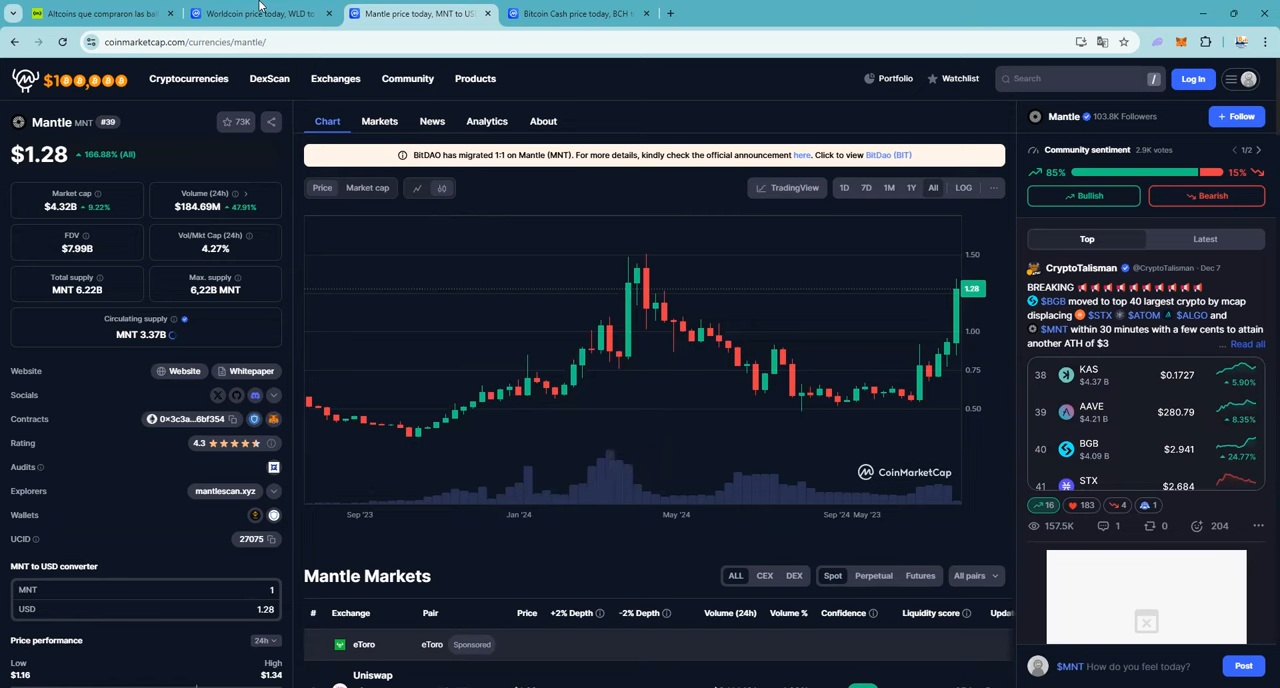 Altcoins que compraron las bal
Worldcoin price today, WLD to
Mantle price today, MNT to US
Bitcoin Cash price today, BCH t
coinmarketcap.com/currencies/mantle/
Cryptocurrencies DexScan Exchanges Community Products
Portfolio Watchlist Search / Log In
Mantle MNT #39 73K
$1.28 166.88% (All)
Market cap
$4.32B 9.22%
Volume (24h)
$184.69M 47.91%
FDV
$7.99B
Vol/Mkt Cap (24h)
4.27%
Total supply
MNT 6.22B
Max. supply
6,22B MNT
Circulating supply
MNT 3.37B
Website Website Whitepaper
Socials
Contracts 0x3c3a...6bf354
Rating 4.3
Audits
Explorers mantlescan.xyz
Wallets
UCID 27075
MNT to USD converter
MNT 1
USD 1.28
Price performance 24h
Low High
$1.16 $1.34
Chart Markets News Analytics About
BitDAO has migrated 1:1 on Mantle (MNT). For more details, kindly check the official announcement here. Click to view BitDao (BIT)
Price Market cap TradingView 1D 7D 1M 1Y All LOG ...
1.50
1.28
1.00
0.75
0.50
CoinMarketCap
Sep '23 Jan '24 May '24 Sep '24 May '23
Mantle Markets ALL CEX DEX Spot Perpetual Futures All pairs
# Exchange Pair Price +2% Depth -2% Depth Volume (24h) Volume % Confidence Liquidity score Upda
eToro eToro Sponsored
Uniswap
Mantle 103.8K Followers + Follow
Community sentiment 2.9K votes 1/2
85% 15%
Bullish Bearish
Top Latest
CryptoTalisman @CryptoTalisman · Dec 7
BREAKING
$BGB moved to top 40 largest crypto by mcap
displacing $STX $ATOM $ALGO and
$MNT within 30 minutes with a few cents to attain
another ATH of $3 ... Read all
38 KAS $0.1727
$4.37 B 5.90%
39 AAVE $280.79
$4.21 B 8.35%
40 BGB $2.941
$4.09 B 24.77%
41 STX $2.684
16 183 4 1
157.5K 1 0 204 ...
$MNT How do you feel today? Post